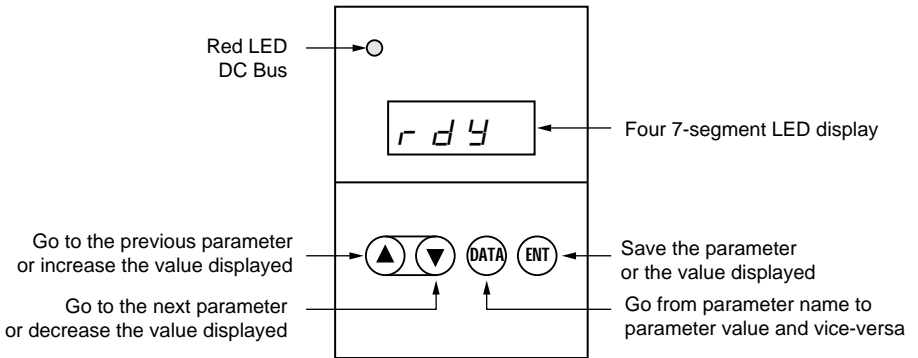 Red LED
DC Bus
rdY
Four 7-segment LED display
Go to the previous parameter
or increase the value displayed
Go to the next parameter
or decrease the value displayed
DATA
ENT
Save the parameter
or the value displayed
Go from parameter name to
parameter value and vice-versa